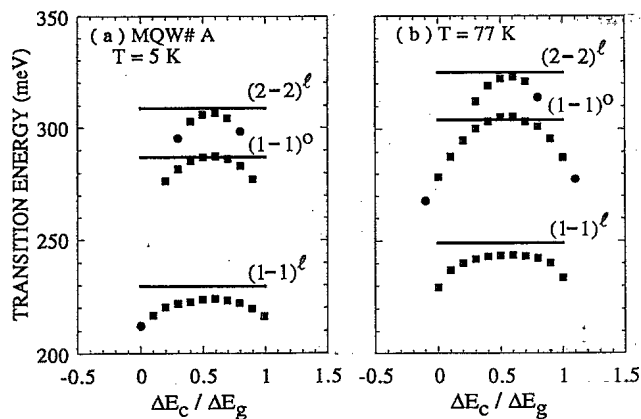 350
300
250
200
TRANSITION ENERGY (meV)
(a) MQW# A
T = 5 K
(2-2)ℓ
(1-1)o
(1-1)ℓ
-0.5 0 0.5 1 1.5
ΔEc / ΔEg
(b) T = 77 K
(2-2)ℓ
(1-1)o
(1-1)ℓ
-0.5 0 0.5 1 1.5
ΔEc / ΔEg